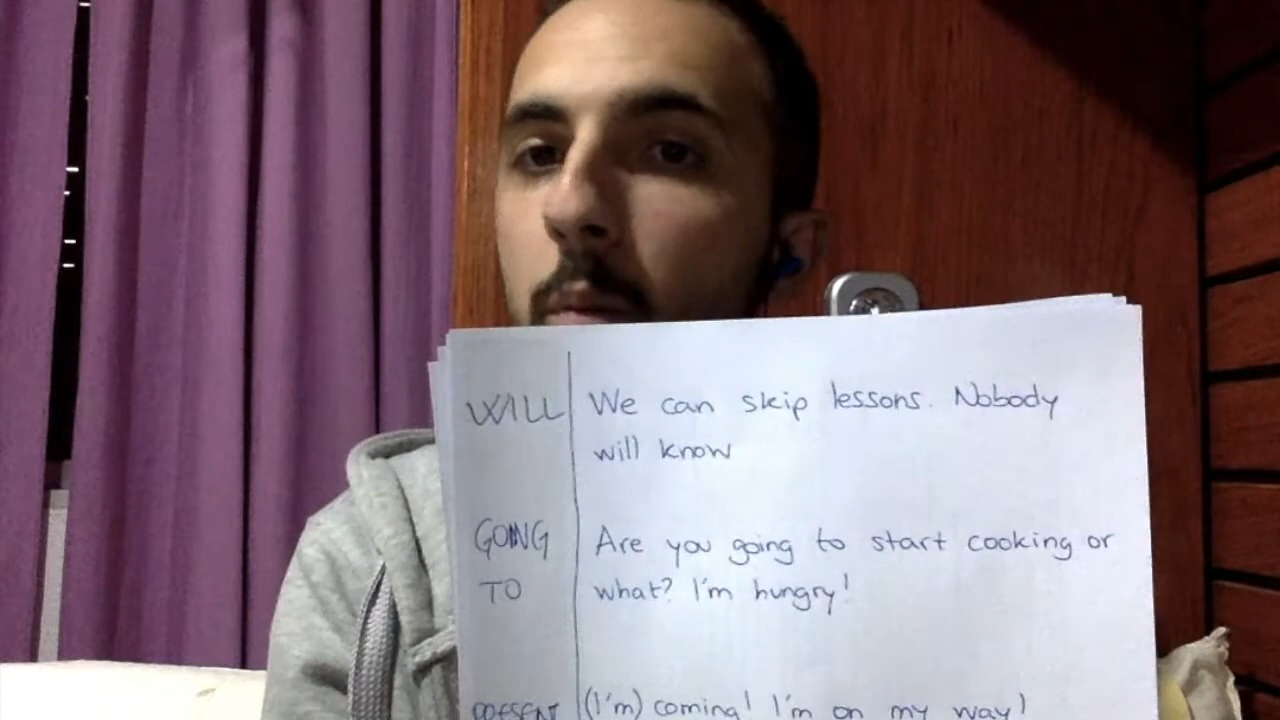 WILL We can skip lessons. Nobody
will know
GOING Are you going to start cooking or
TO what? I'm hungry!
PRESENT (I'm) coming! I'm on my way!